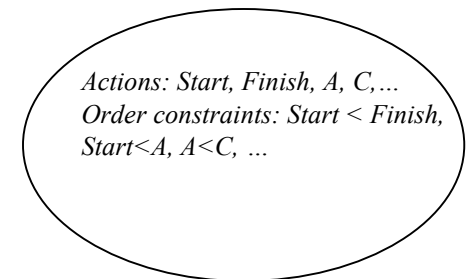 Actions: Start, Finish, A, C,…
Order constraints: Start < Finish,
Start<A, A<C, …